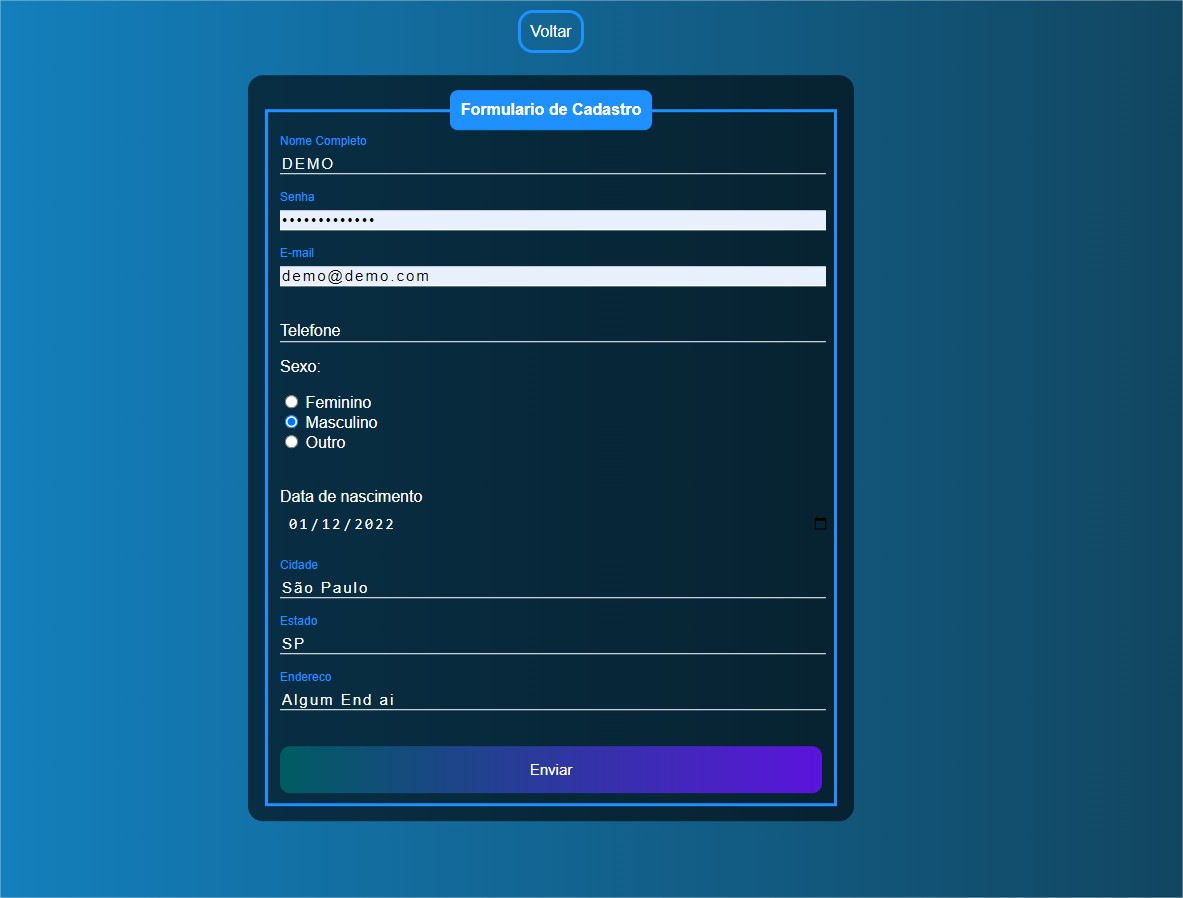 Voltar
Formulario de Cadastro
Nome Completo
DEMO
Senha
•••••••••••••
E-mail
demo@demo.com
Telefone
Sexo:
Feminino
Masculino
Outro
Data de nascimento
01/12/2022
Cidade
São Paulo
Estado
SP
Endereco
Algum End ai
Enviar